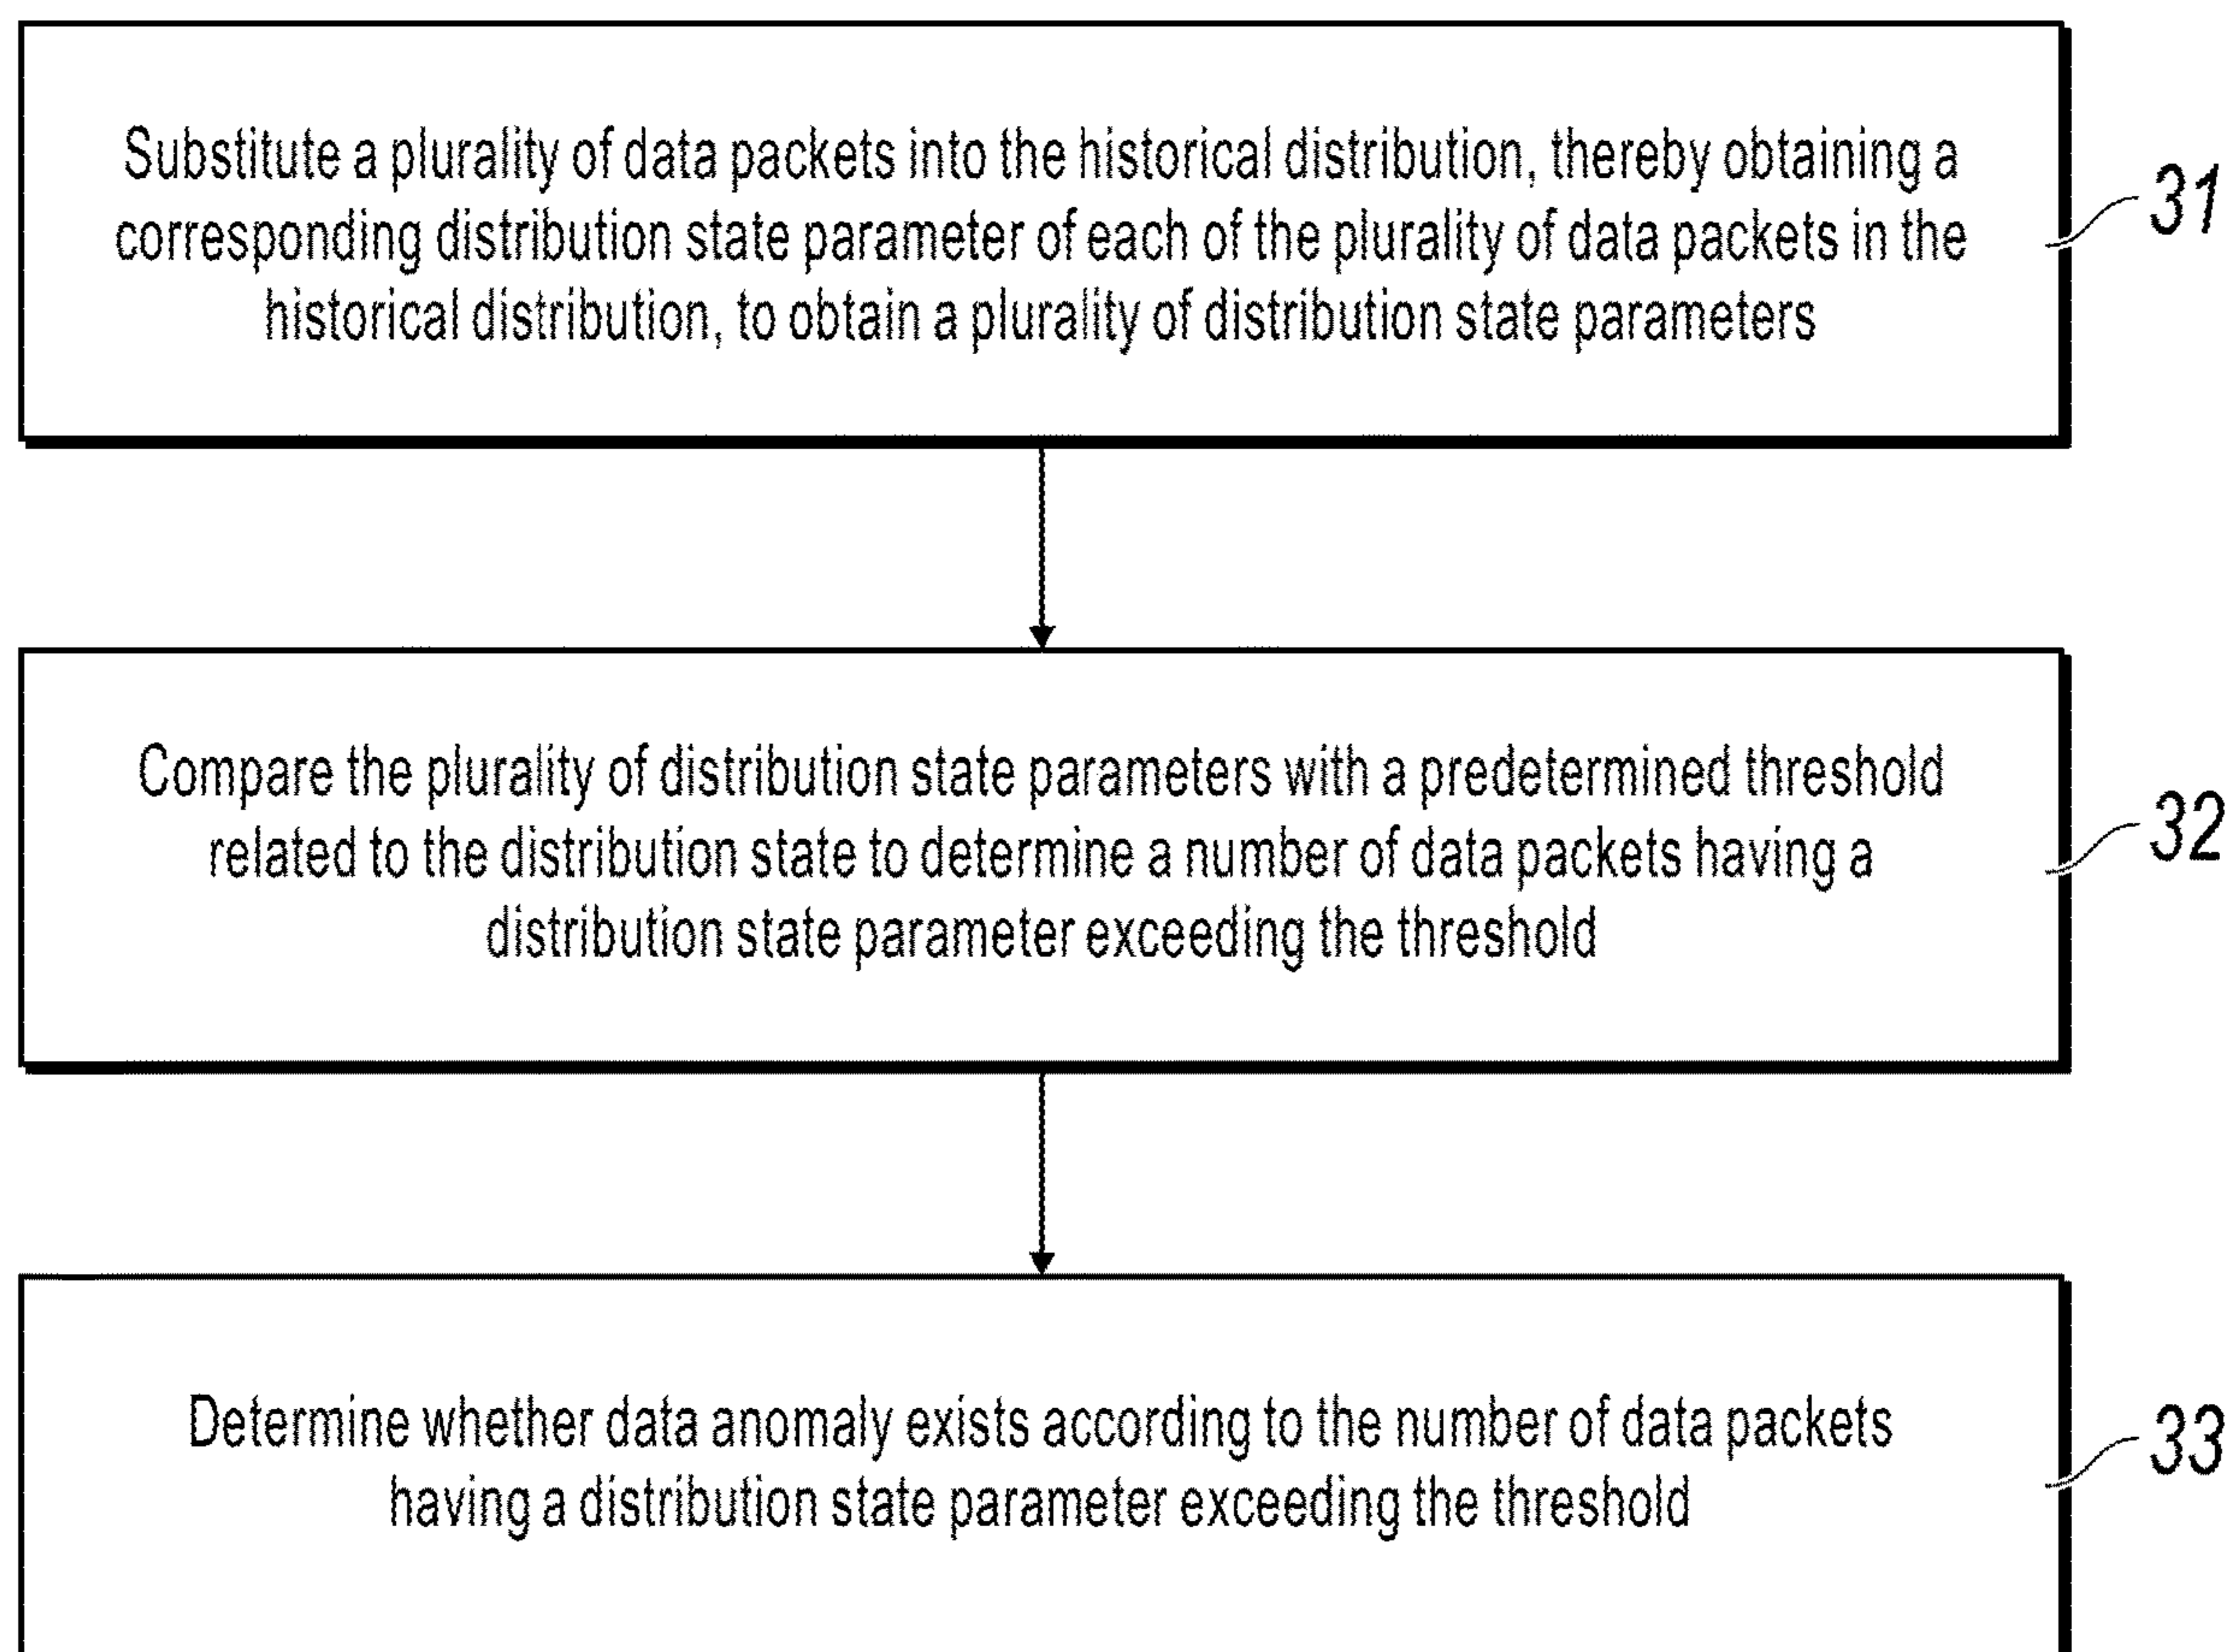 Substitute a plurality of data packets into the historical distribution, thereby obtaining a
corresponding distribution state parameter of each of the plurality of data packets in the
historical distribution, to obtain a plurality of distribution state parameters
31
Compare the plurality of distribution state parameters with a predetermined threshold
related to the distribution state to determine a number of data packets having a
distribution state parameter exceeding the threshold
32
Determine whether data anomaly exists according to the number of data packets
having a distribution state parameter exceeding the threshold
33